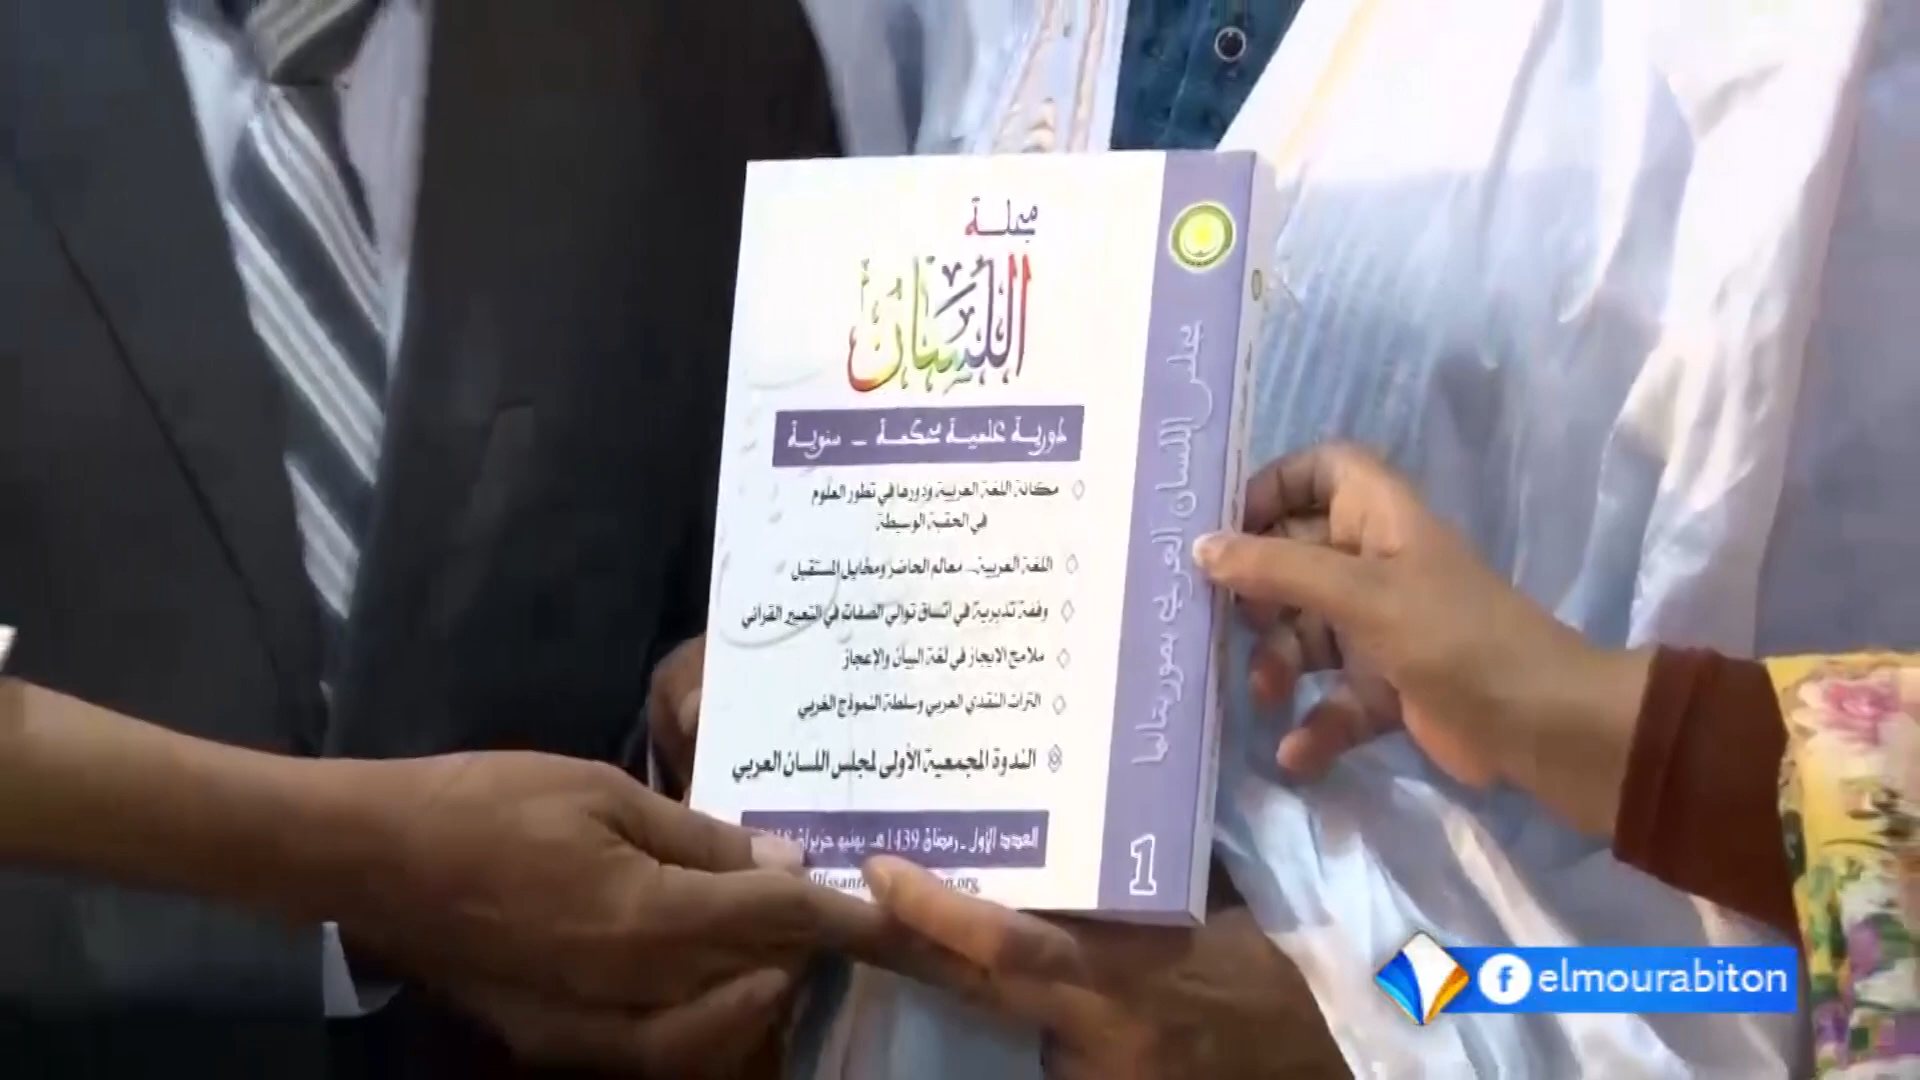 مجلة
اللِّسَانُ
دورية علمية محكمة – سنوية
مكانة اللغة العربية ودورها في تطور العلوم
في الحقبة الوسيطة
اللغة العربية.. معالم الحاضر ومخايل المستقبل
وقفة تدبرية في اتساق توالي الصفات في التعبير القرآني
ملامح الايجاز في لغة البيان والإعجاز
التراث النقدي العربي وسلطة النموذج الغربي
الندوة المجمعية الأولى لمجلس اللسان العربي
العدد الأول - رمضان 1439هـ يونيو حزيران
مجلس اللسان العربي بموريتانيا
1
elmourabiton